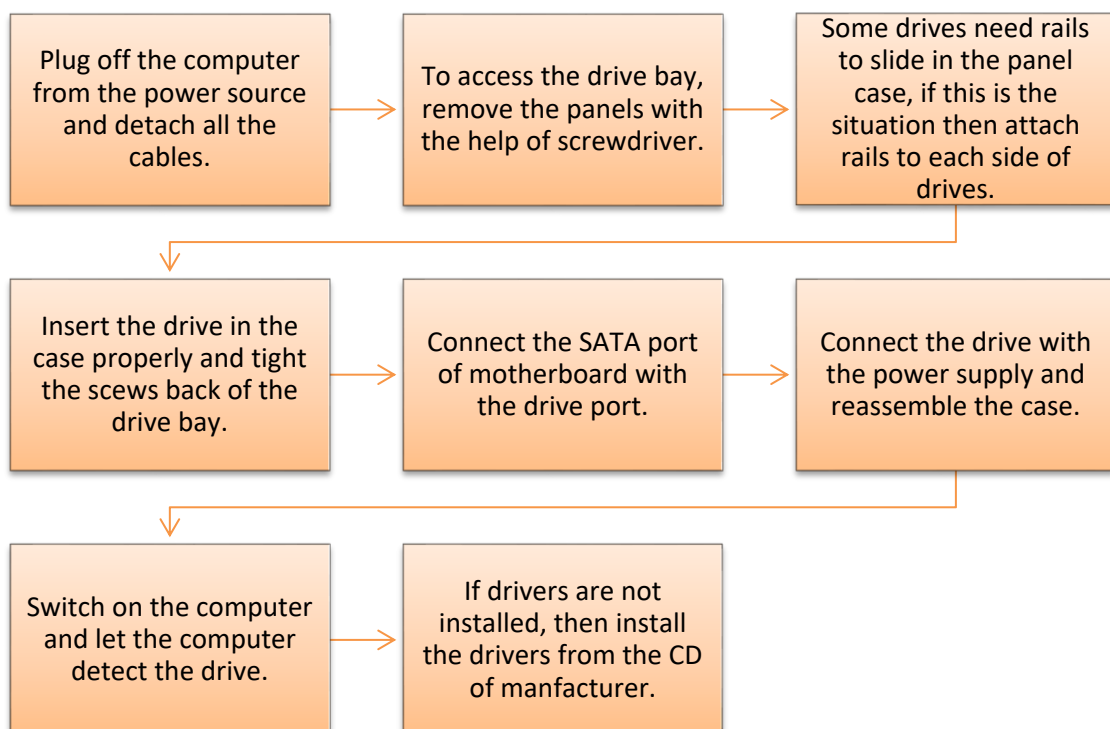 Plug off the computer
from the power source
and detach all the
cables.
To access the drive bay,
remove the panels with
the help of screwdriver.
Some drives need rails
to slide in the panel
case, if this is the
situation then attach
rails to each side of
drives.
Insert the drive in the
case properly and tight
the scews back of the
drive bay.
Connect the SATA port
of motherboard with
the drive port.
Connect the drive with
the power supply and
reassemble the case.
Switch on the computer
and let the computer
detect the drive.
If drivers are not
installed, then install
the drivers from the CD
of manfacturer.